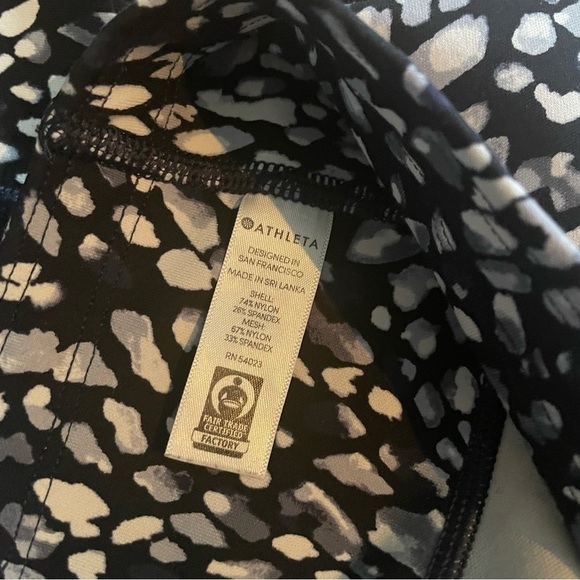 ATHLETA
DESIGNED IN
SAN FRANCISCO
MADE IN SRI LANKA
SHELL:
74% NYLON
26% SPANDEX
MESH:
67% NYLON
33% SPANDEX
RN 54023
FAIR TRADE
CERTIFIED
FACTORY